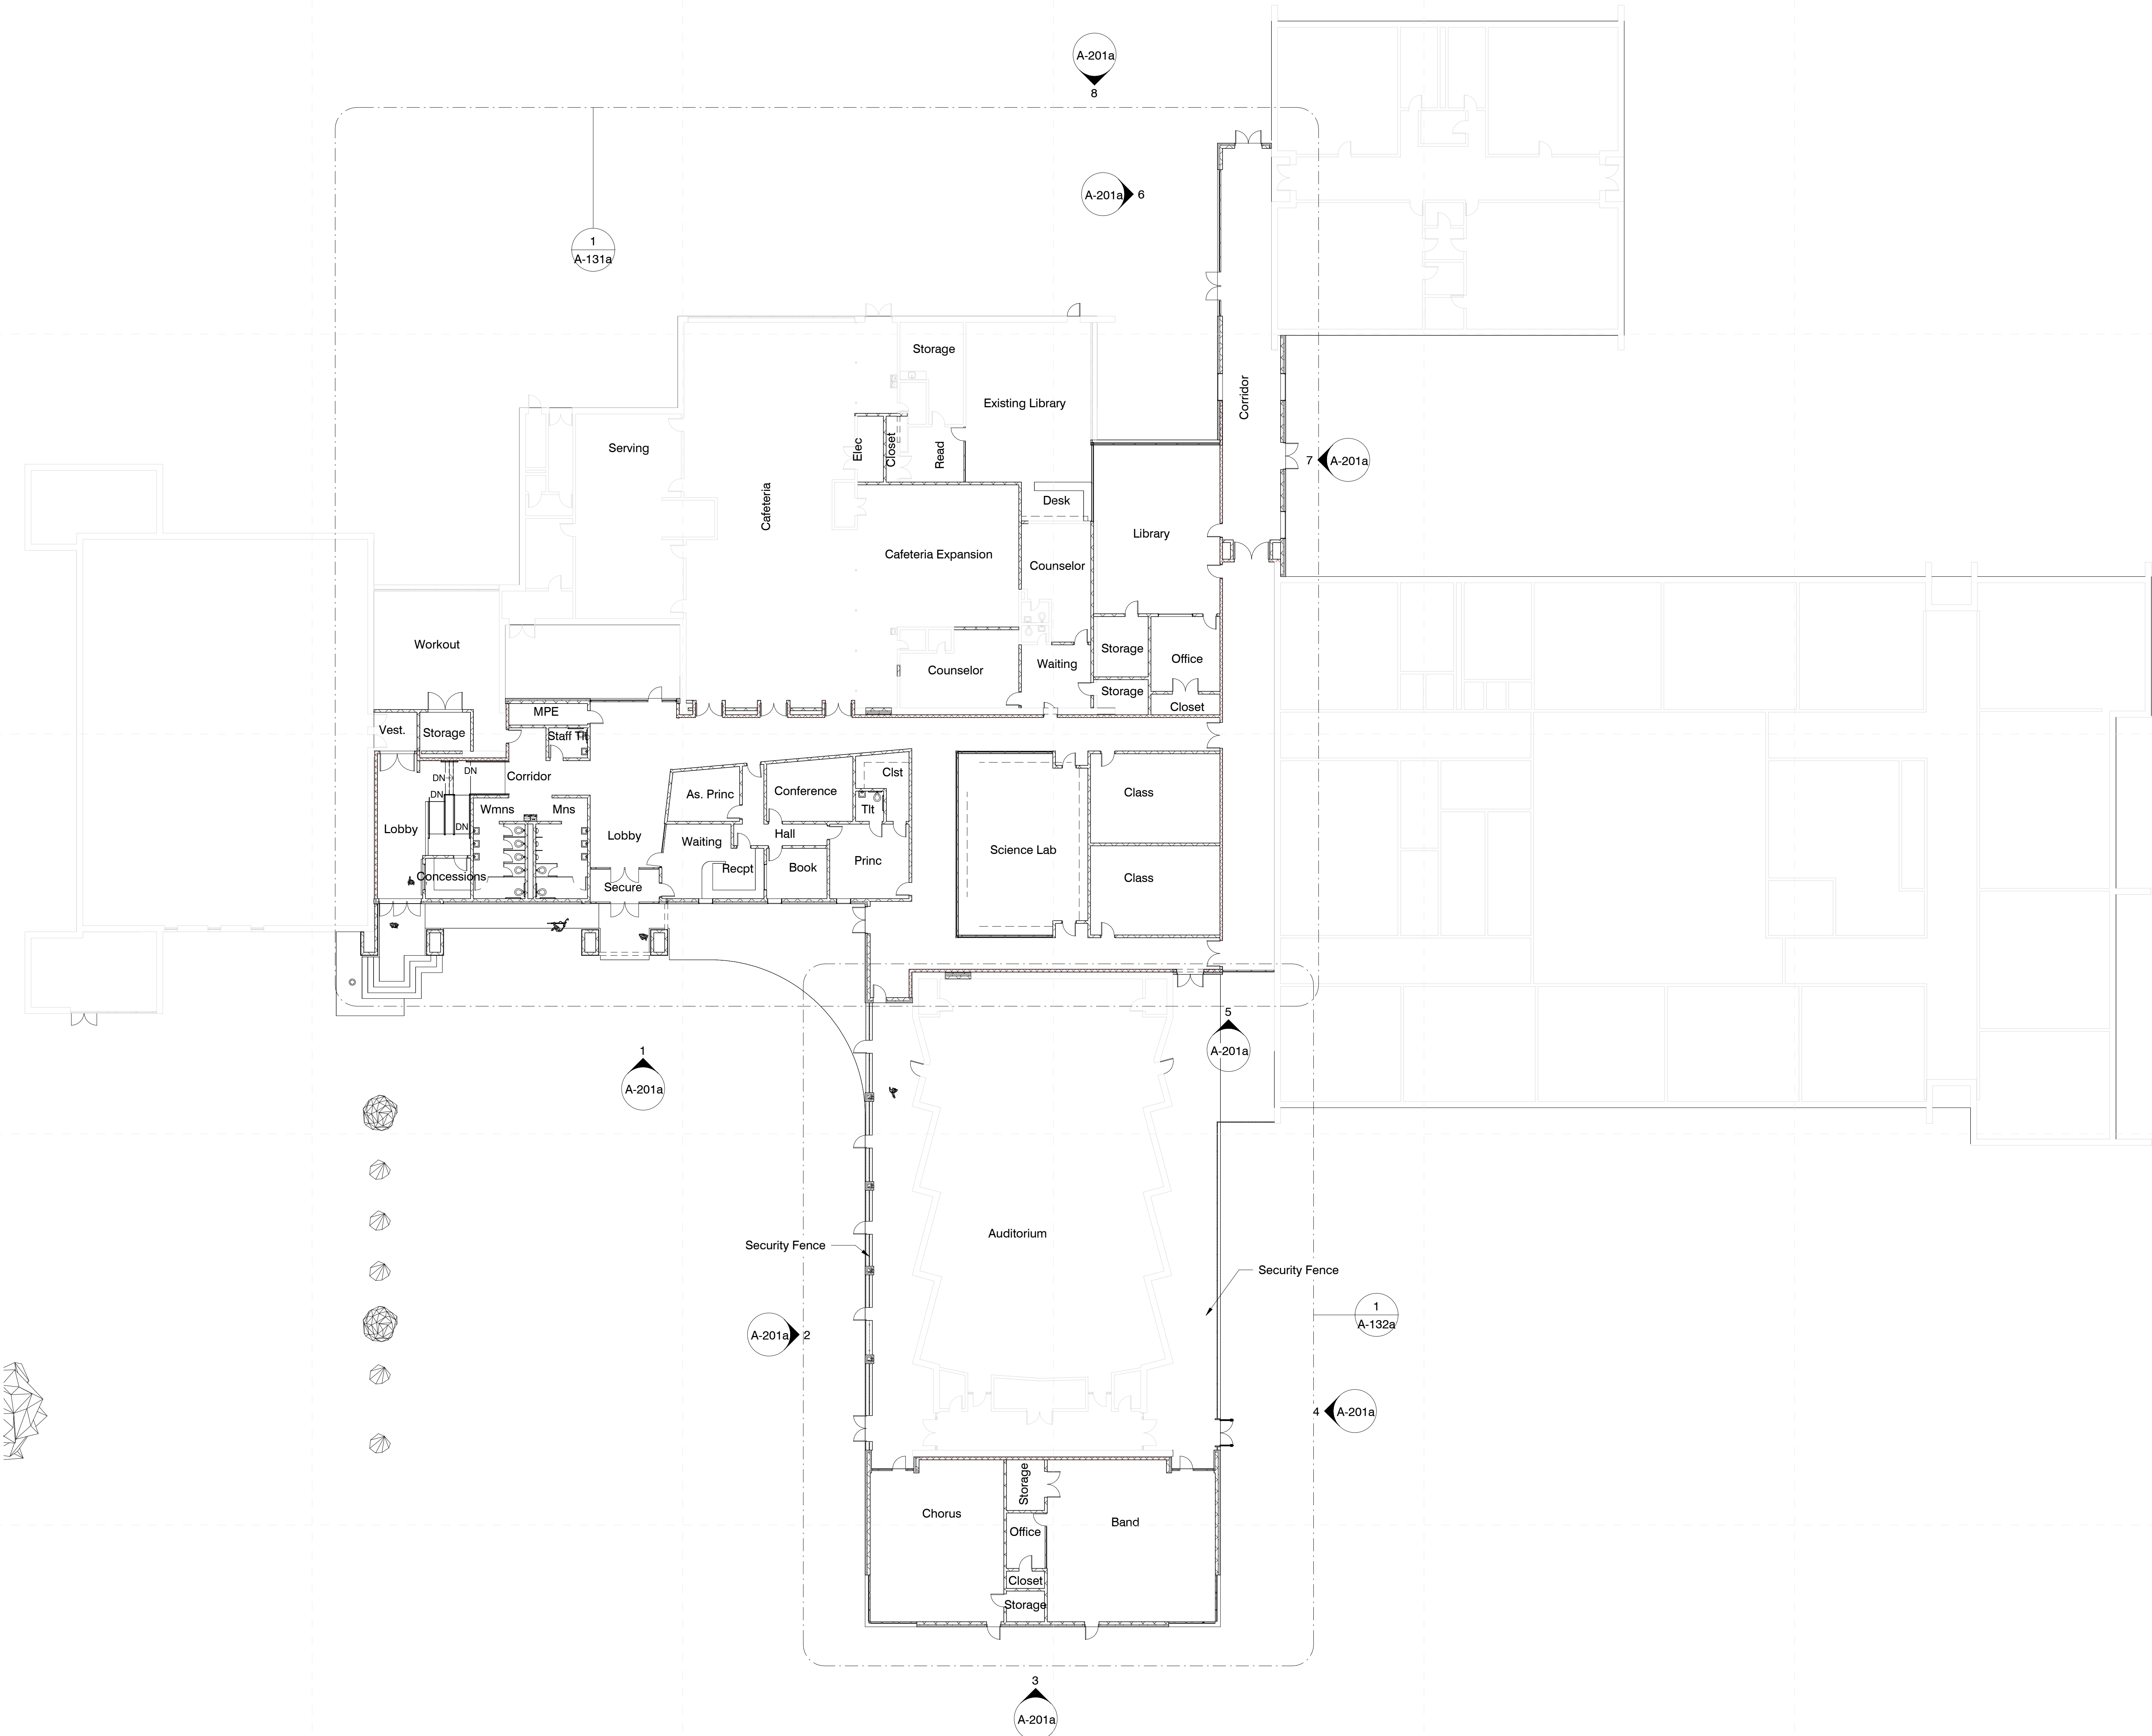 A-201a
8
A-201a
6
1
A-131a
Storage
Existing Library
Corridor
Serving
Elec
Closet
Read
7
A-201a
Cafeteria
Desk
Library
Cafeteria Expansion
Counselor
Workout
Storage
Office
Waiting
Counselor
Storage
Closet
MPE
Vest.
Storage
Staff Tlt
DN
DN
Corridor
Clst
As. Princ
Conference
Class
DN
Wmns
Mns
Tlt
DN
Lobby
Lobby
Waiting
Hall
Science Lab
Princ
Recpt
Book
Concessions
Secure
Class
5
A-201a
1
A-201a
Auditorium
Security Fence
Security Fence
1
A-132a
A-201a
2
4
A-201a
Storage
Chorus
Band
Office
Closet
Storage
3
A-201a